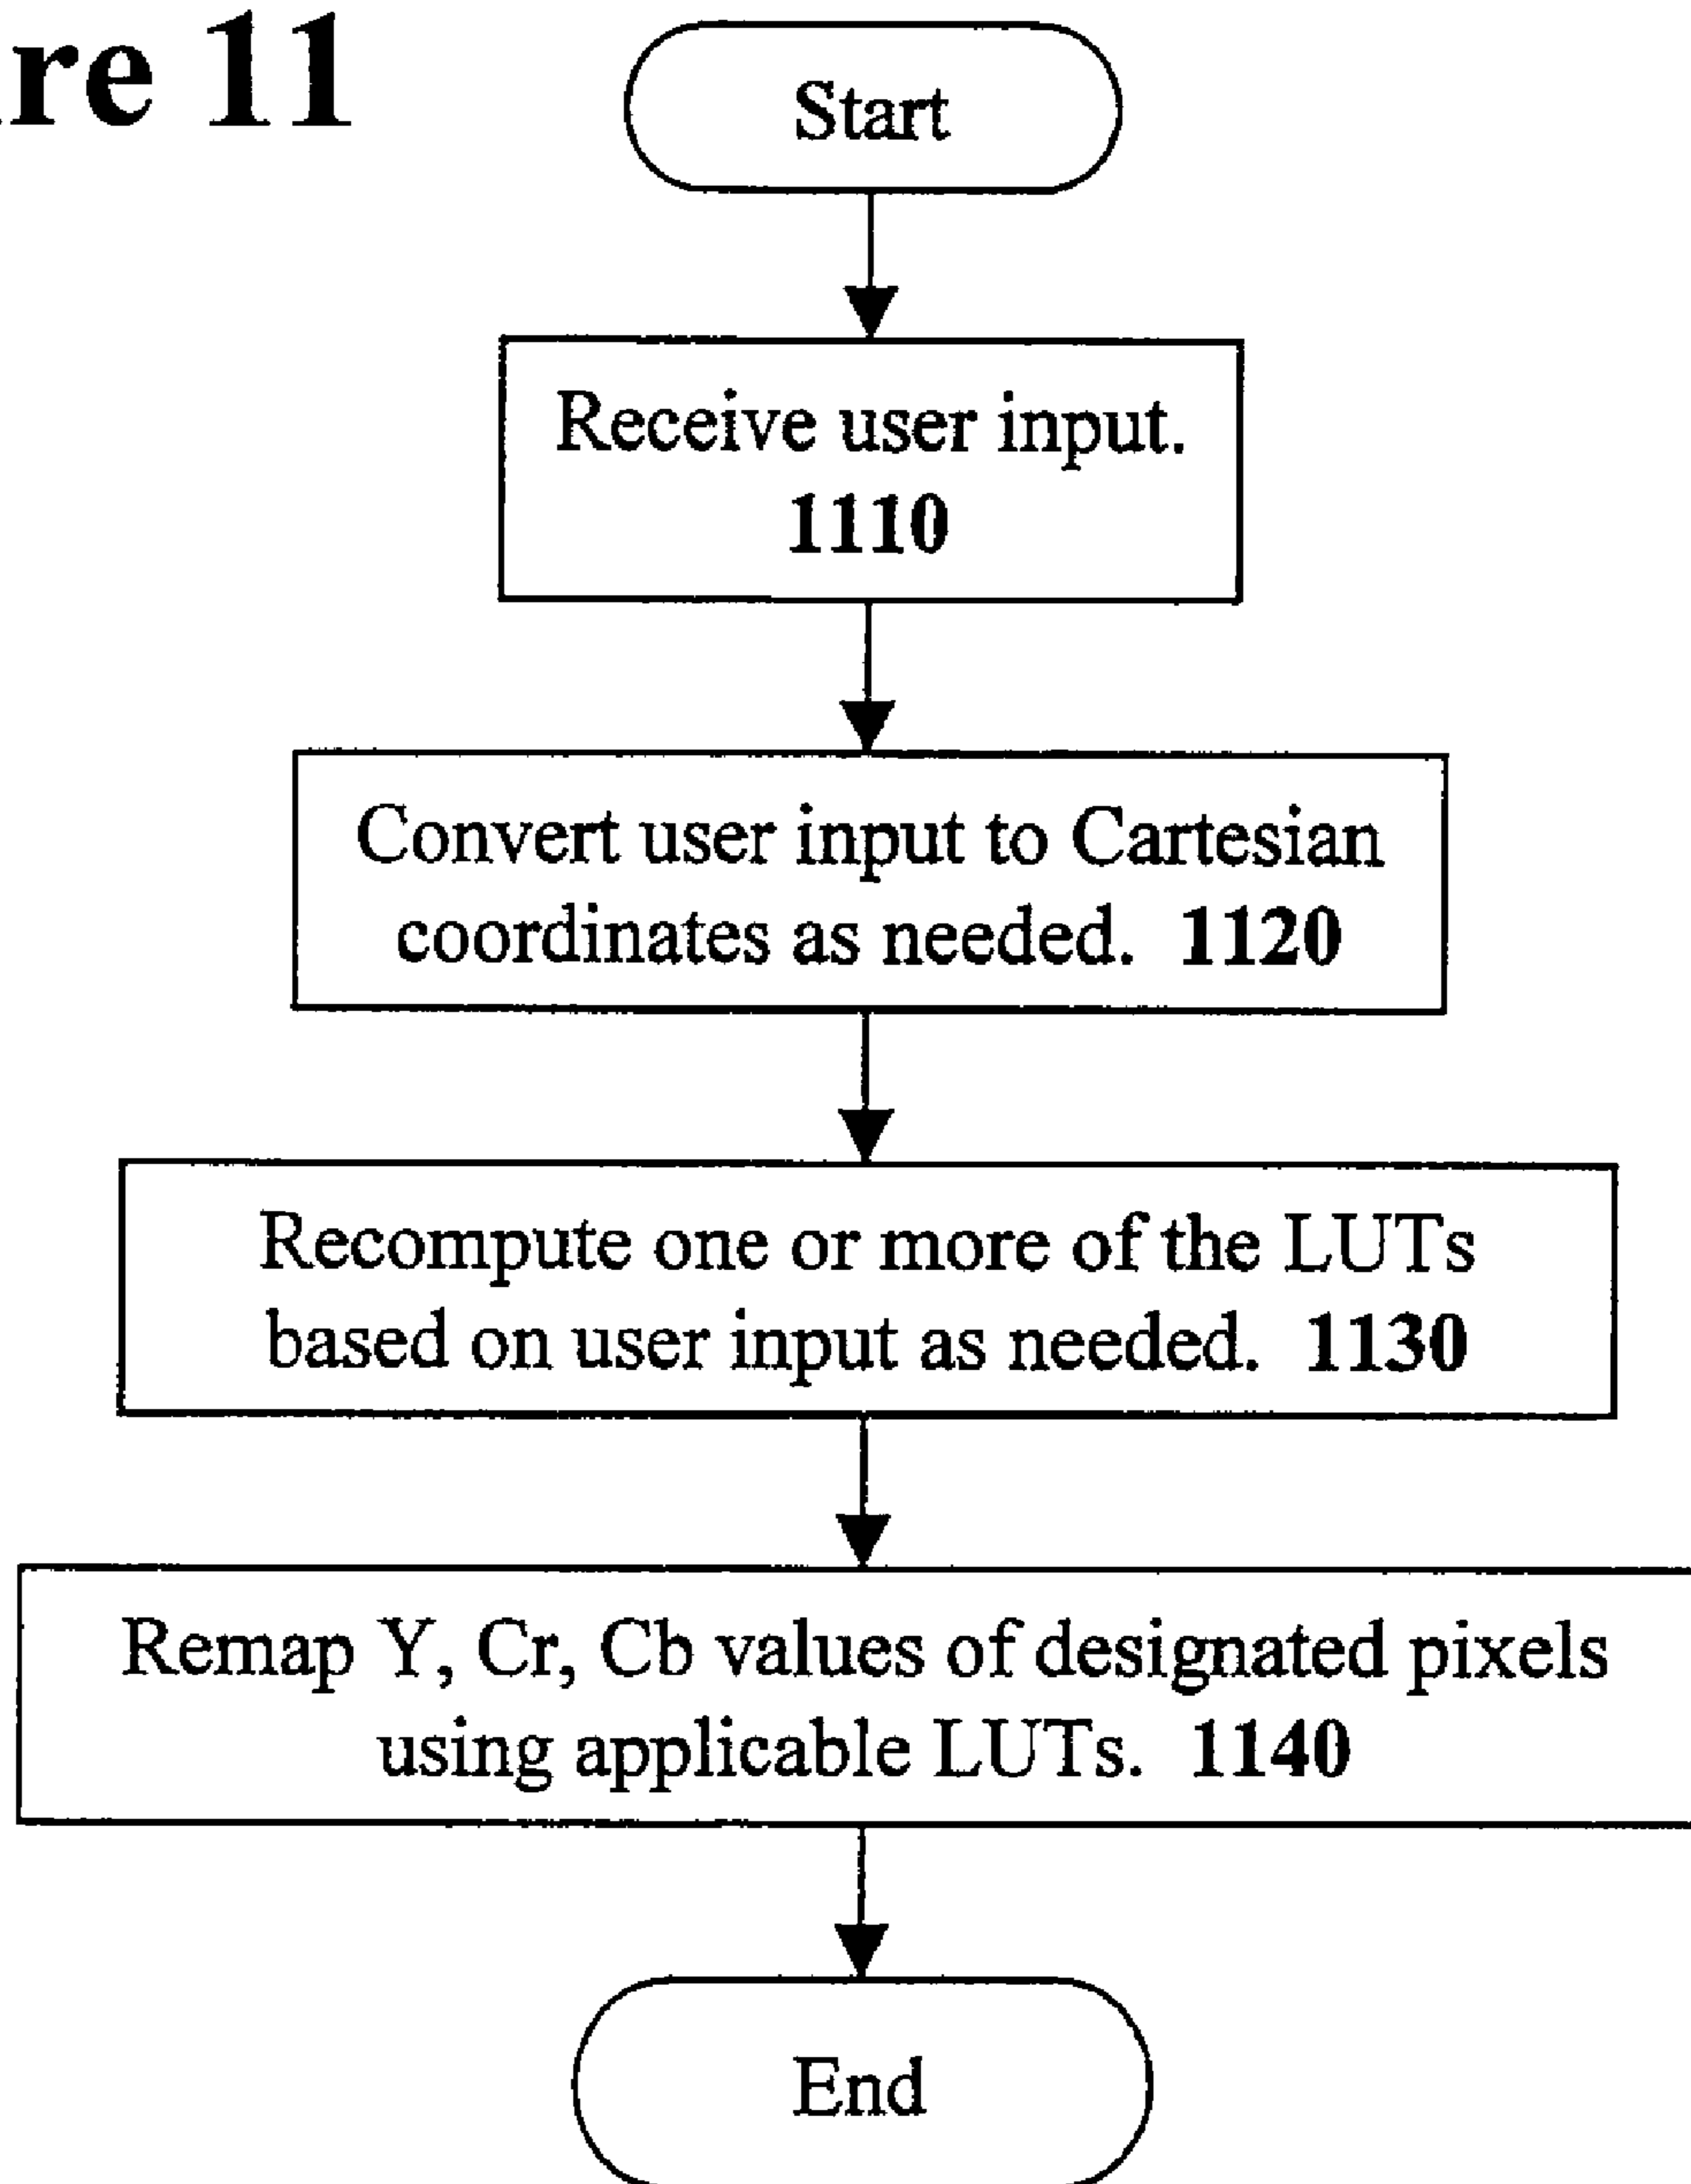 re 11
Start
Receive user input.
1110
Convert user input to Cartesian
coordinates as needed. 1120
Recompute one or more of the LUTs
based on user input as needed. 1130
Remap Y, Cr, Cb values of designated pixels
using applicable LUTs. 1140
End